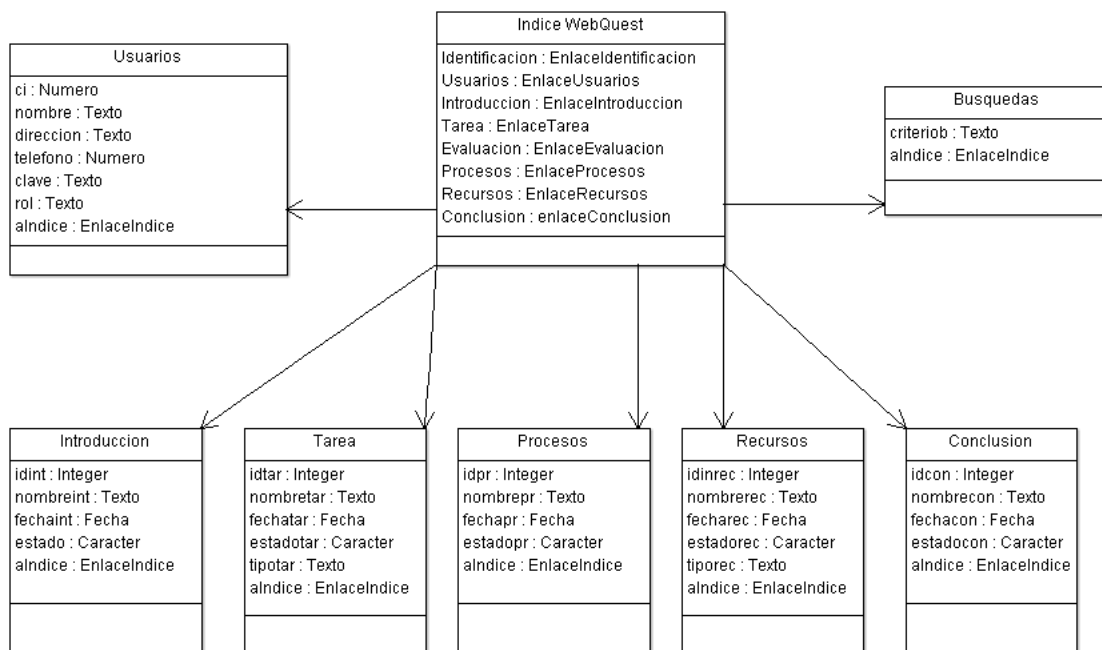 Indice WebQuest
Identificacion : EnlaceIdentificacion
Usuarios : EnlaceUsuarios
Introduccion : EnlaceIntroduccion
Tarea : EnlaceTarea
Evaluacion : EnlaceEvaluacion
Procesos : EnlaceProcesos
Recursos : EnlaceRecursos
Conclusion : enlaceConclusion
Usuarios
ci : Numero
nombre : Texto
direccion : Texto
telefono : Numero
clave : Texto
rol : Texto
aIndice : EnlaceIndice
Busquedas
criteriob : Texto
aIndice : EnlaceIndice
Introduccion
idint : Integer
nombreint : Texto
fechaint : Fecha
estado : Caracter
aIndice : EnlaceIndice
Tarea
idtar : Integer
nombretar : Texto
fechatar : Fecha
estadotar : Caracter
tipotar : Texto
aIndice : EnlaceIndice
Procesos
idpr : Integer
nombrepr : Texto
fechapr : Fecha
estadopr : Caracter
aIndice : EnlaceIndice
Recursos
idinrec : Integer
nombrerec : Texto
fecharec : Fecha
estadorec : Caracter
tiporec : Texto
aIndice : EnlaceIndice
Conclusion
idcon : Integer
nombrecon : Texto
fechacon : Fecha
estadocon : Caracter
aIndice : EnlaceIndice